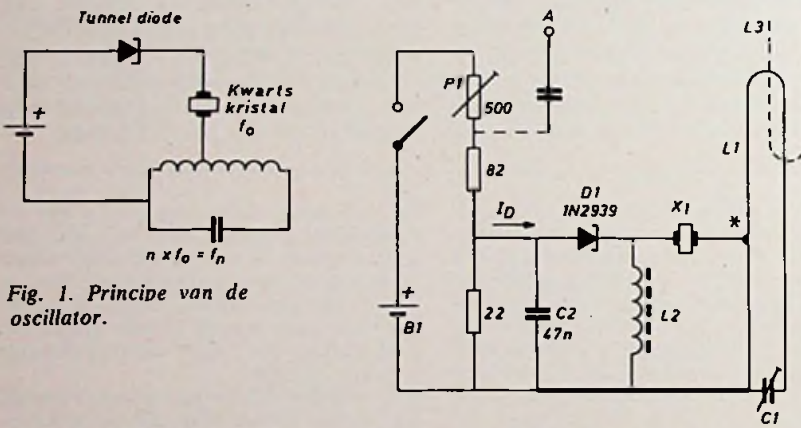 Tunnel diode
+
Kwarts
kristal
f₀
n x f₀ = fₙ
Fig. 1. Principe van de
oscillator.
A
P1
500
82
I_D
D1
1N2939
X1
*
L1
L3
+
B1
22
C2
47n
L2
C1